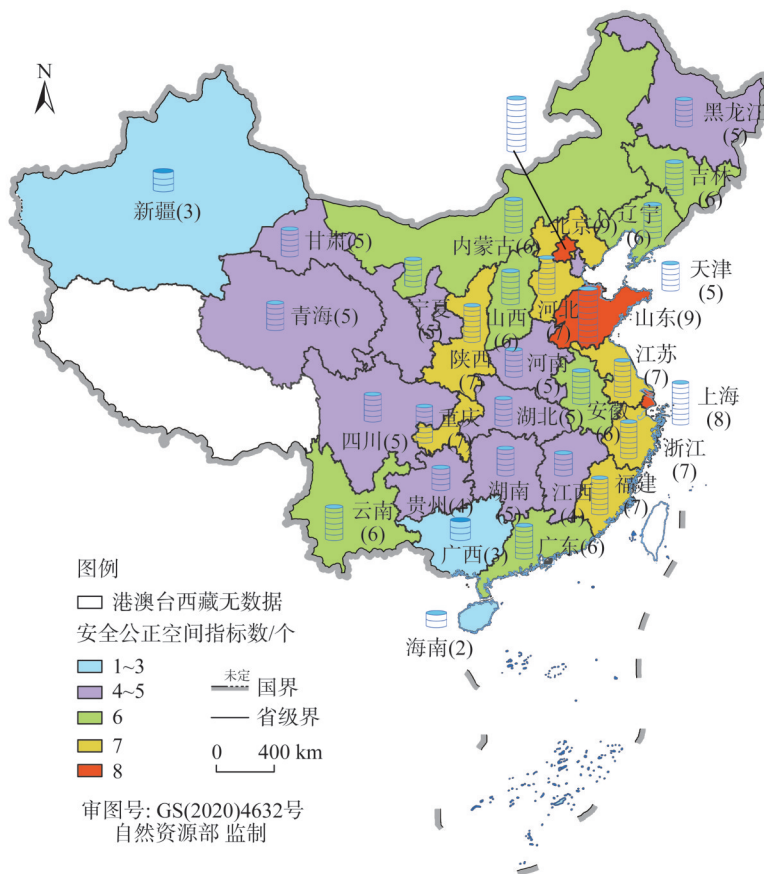 N
黑龙江
(5)
吉林
(6)
新疆(3)
辽宁
(6)
北京(9)
甘肃(5)
内蒙古(6)
天津
(5)
宁夏
(5)
青海(5)
山西
(6)
河北
(7)
山东(9)
陕西
(7)
河南
(5)
江苏
(7)
上海
(8)
重庆
(7)
湖北(5)
安徽
(6)
四川(5)
浙江
(7)
湖南
(5)
江西
福建
(7)
贵州(4)
云南
(6)
广西(3)
广东(6)
海南(2)
图例
港澳台西藏无数据
安全公正空间指标数/个
1~3
4~5
6
7
8
未定
国界
省级界
0 400 km
审图号: GS(2020)4632号
自然资源部 监制